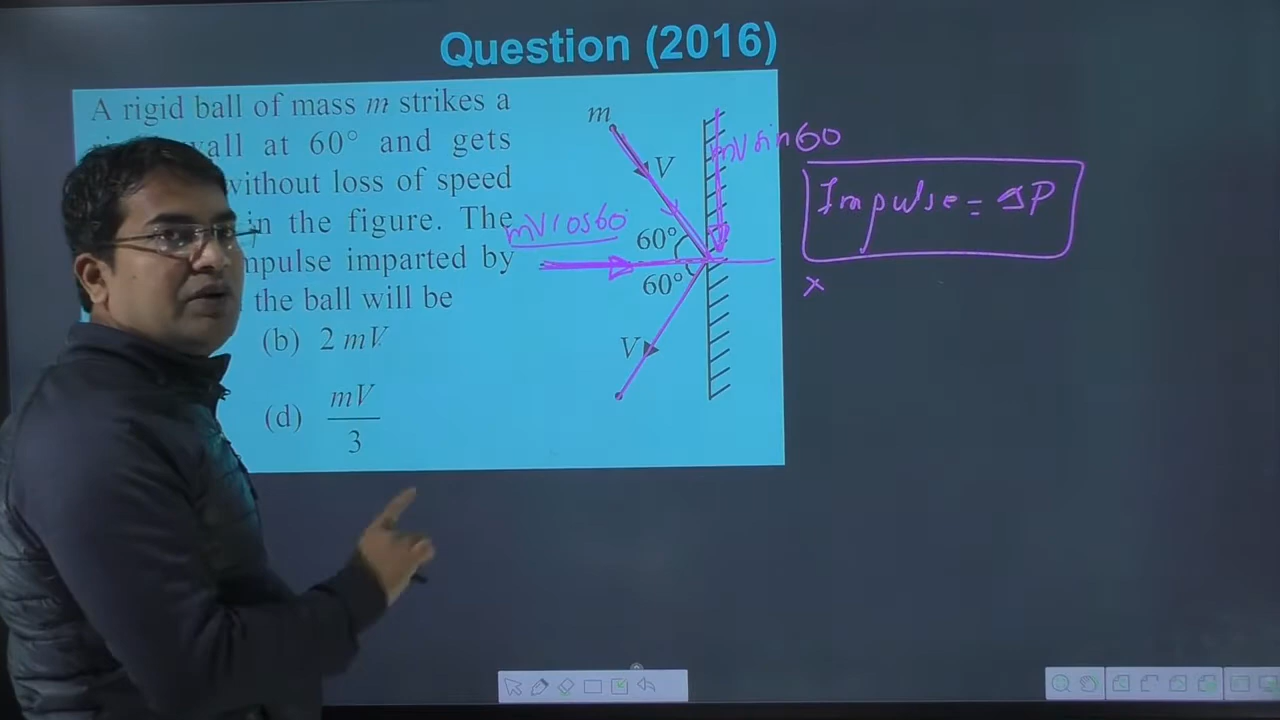 Question (2016)
A rigid ball of mass m strikes a
wall at 60° and gets
without loss of speed
in the figure. The
mpulse imparted by
the ball will be
(b) 2 mV
(d) mV
3
m
V
60°
60°
V
mV cos60
mV sin60
Impulse = ΔP
x